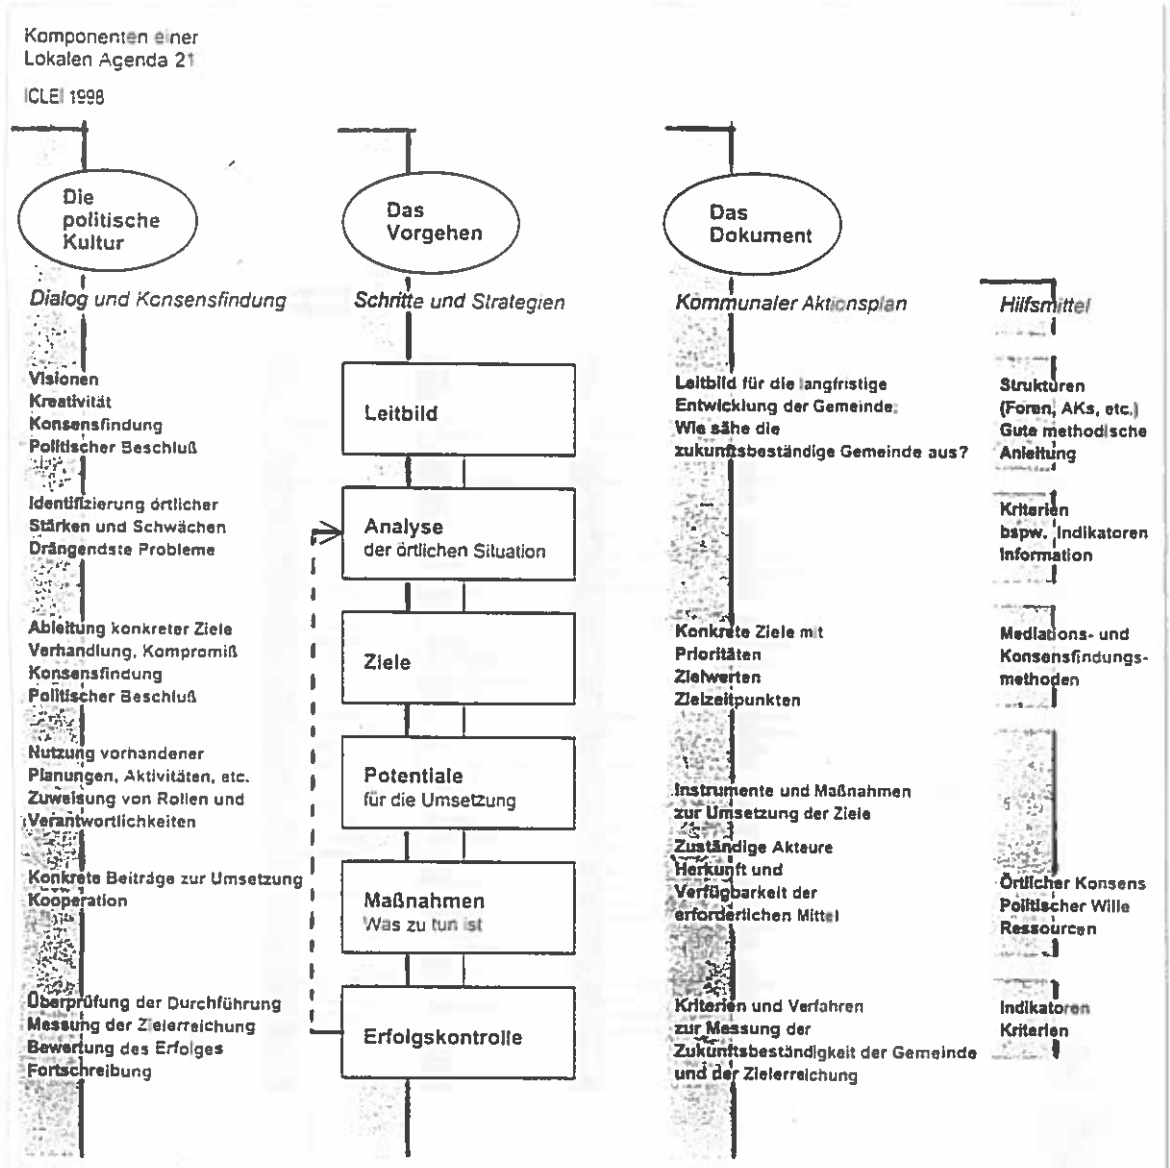 Komponenten einer
Lokalen Agenda 21
ICLEI 1998
Die
politische
Kultur
Das
Vorgehen
Das
Dokument
Dialog und Konsensfindung
Schritte und Strategien
Kommunaler Aktionsplan
Hilfsmittel
Visionen
Kreativität
Konsensfindung
Politischer Beschluß
Leitbild
Leitbild für die langfristige
Entwicklung der Gemeinde:
Wie sähe die
zukunftsbeständige Gemeinde aus?
Strukturen
(Foren, AKs, etc.)
Gute methodische
Anleitung
Identifizierung örtlicher
Stärken und Schwächen
Drängendste Probleme
Analyse
der örtlichen Situation
Kriterien
bspw. Indikatoren
Information
Ableitung konkreter Ziele
Verhandlung, Kompromiß
Konsensfindung
Politischer Beschluß
Ziele
Konkrete Ziele mit
Prioritäten
Zielwerten
Zielzeitpunkten
Mediations- und
Konsensfindungs-
methoden
Nutzung vorhandener
Planungen, Aktivitäten, etc.
Zuweisung von Rollen und
Verantwortlichkeiten
Potentiale
für die Umsetzung
Instrumente und Maßnahmen
zur Umsetzung der Ziele
Zuständige Akteure
Herkunft und
Verfügbarkeit der
erforderlichen Mittel
Konkrete Beiträge zur Umsetzung
Kooperation
Maßnahmen
Was zu tun ist
Örtlicher Konsens
Politischer Wille
Ressourcen
Überprüfung der Durchführung
Messung der Zielerreichung
Bewertung des Erfolges
Fortschreibung
Erfolgskontrolle
Kriterien und Verfahren
zur Messung der
Zukunftsbeständigkeit der Gemeinde
und der Zielerreichung
Indikatoren
Kriterien